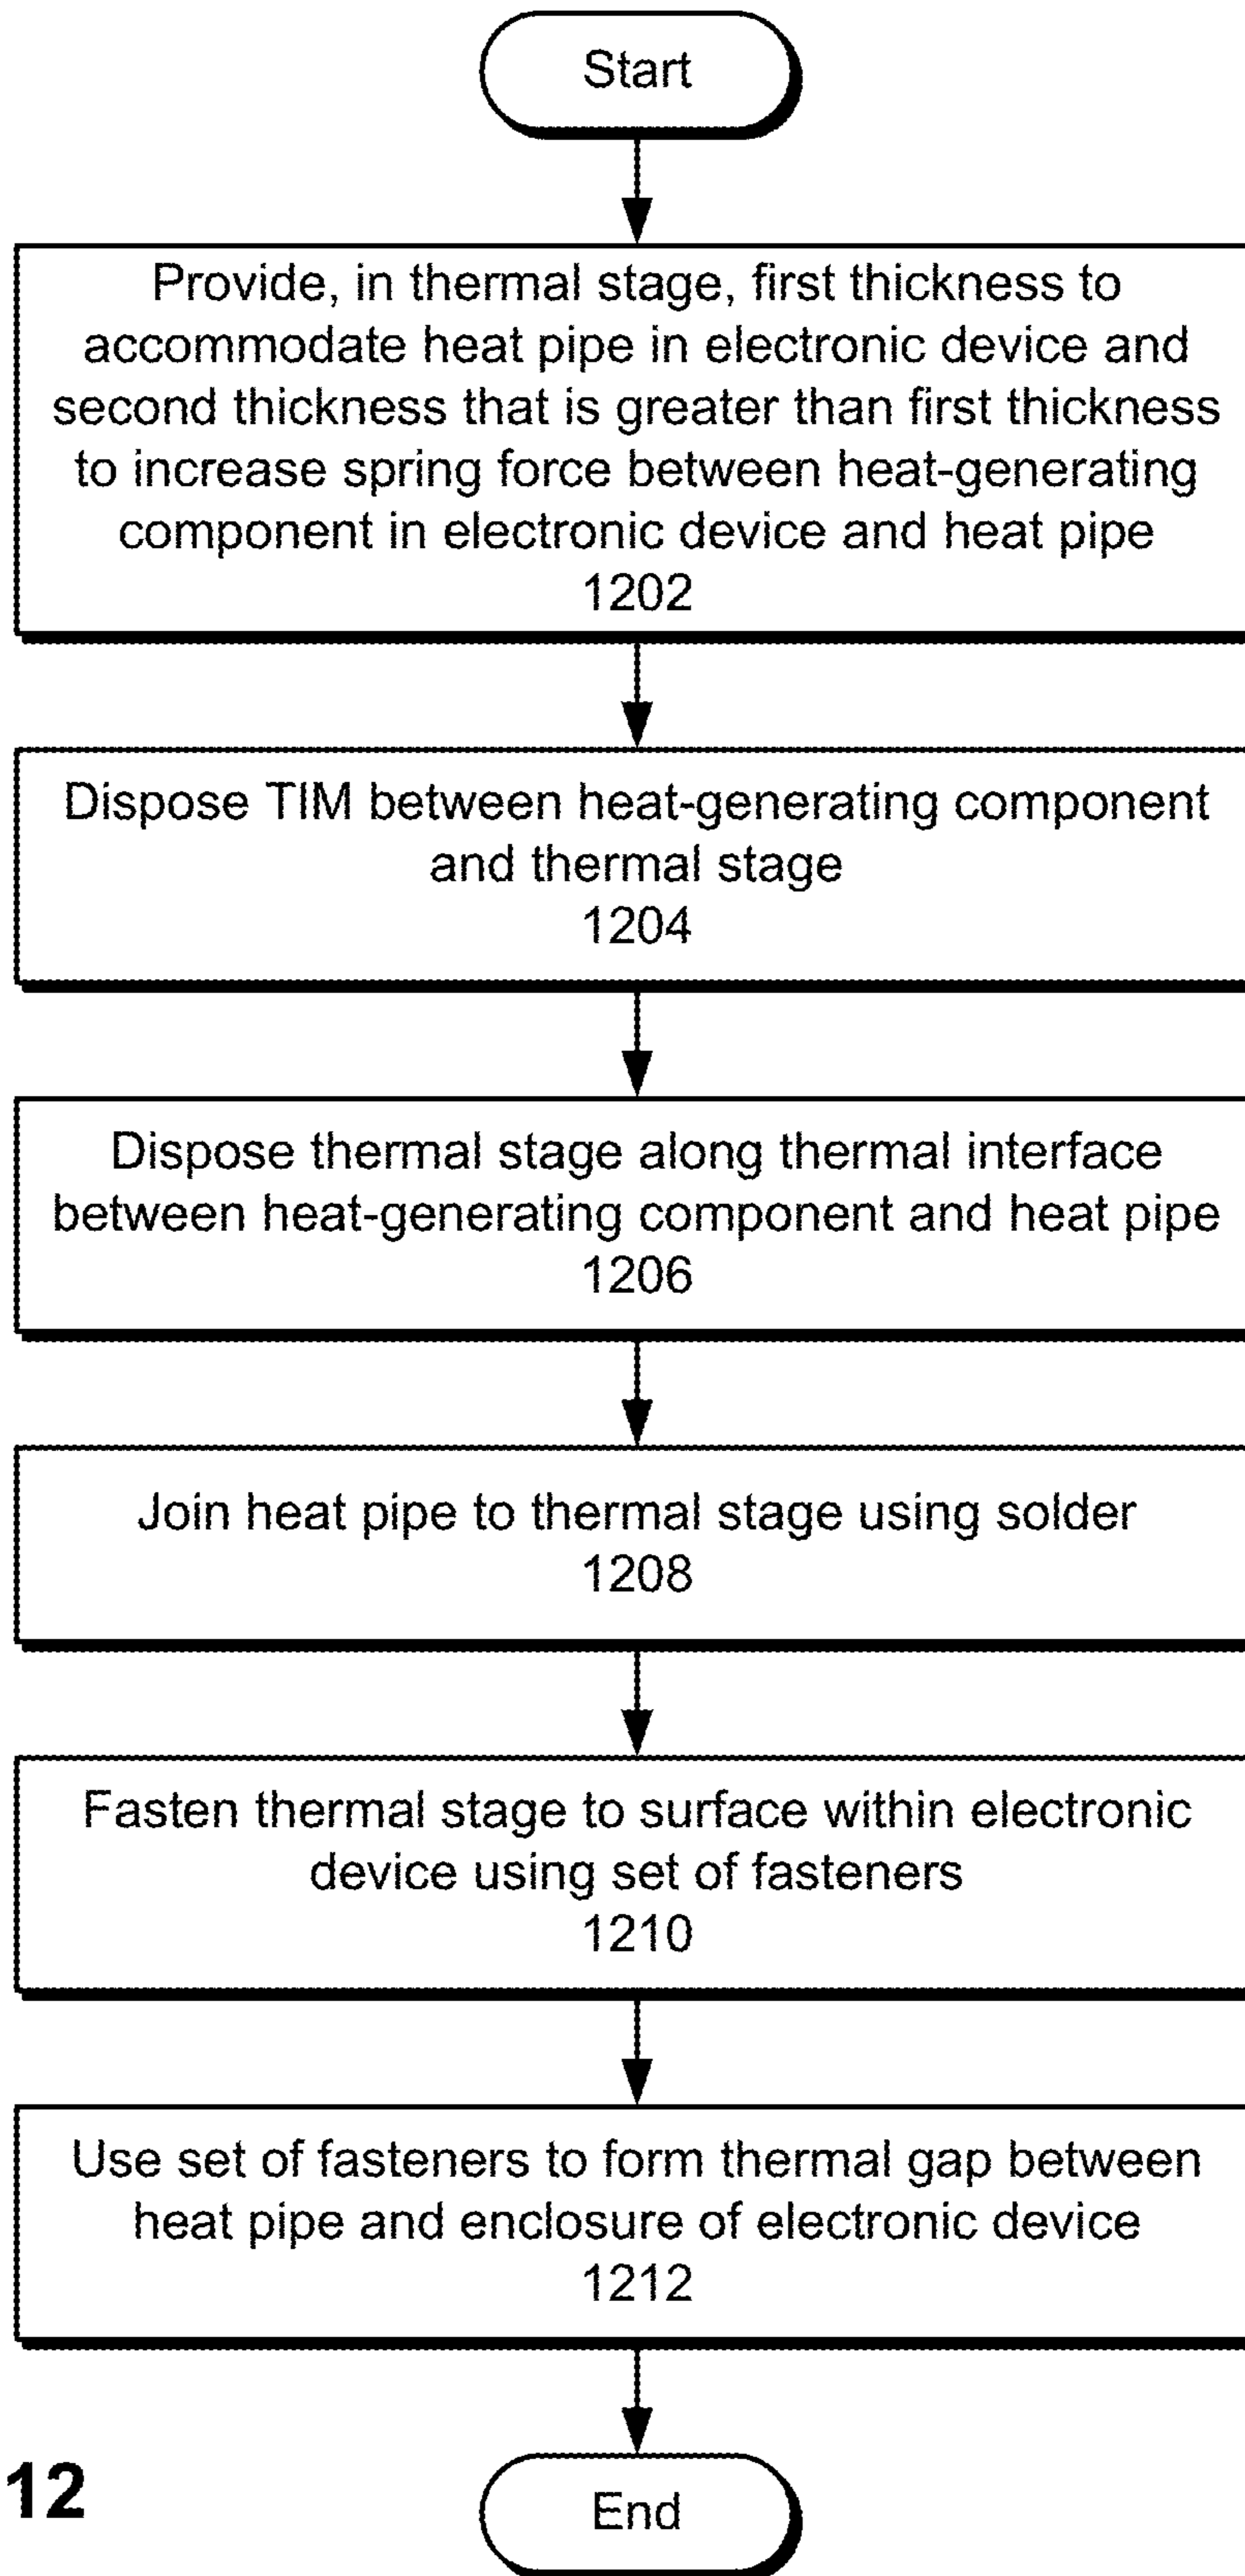 Start
Provide, in thermal stage, first thickness to
accommodate heat pipe in electronic device and
second thickness that is greater than first thickness
to increase spring force between heat-generating
component in electronic device and heat pipe
1202
Dispose TIM between heat-generating component
and thermal stage
1204
Dispose thermal stage along thermal interface
between heat-generating component and heat pipe
1206
Join heat pipe to thermal stage using solder
1208
Fasten thermal stage to surface within electronic
device using set of fasteners
1210
Use set of fasteners to form thermal gap between
heat pipe and enclosure of electronic device
1212
12
End